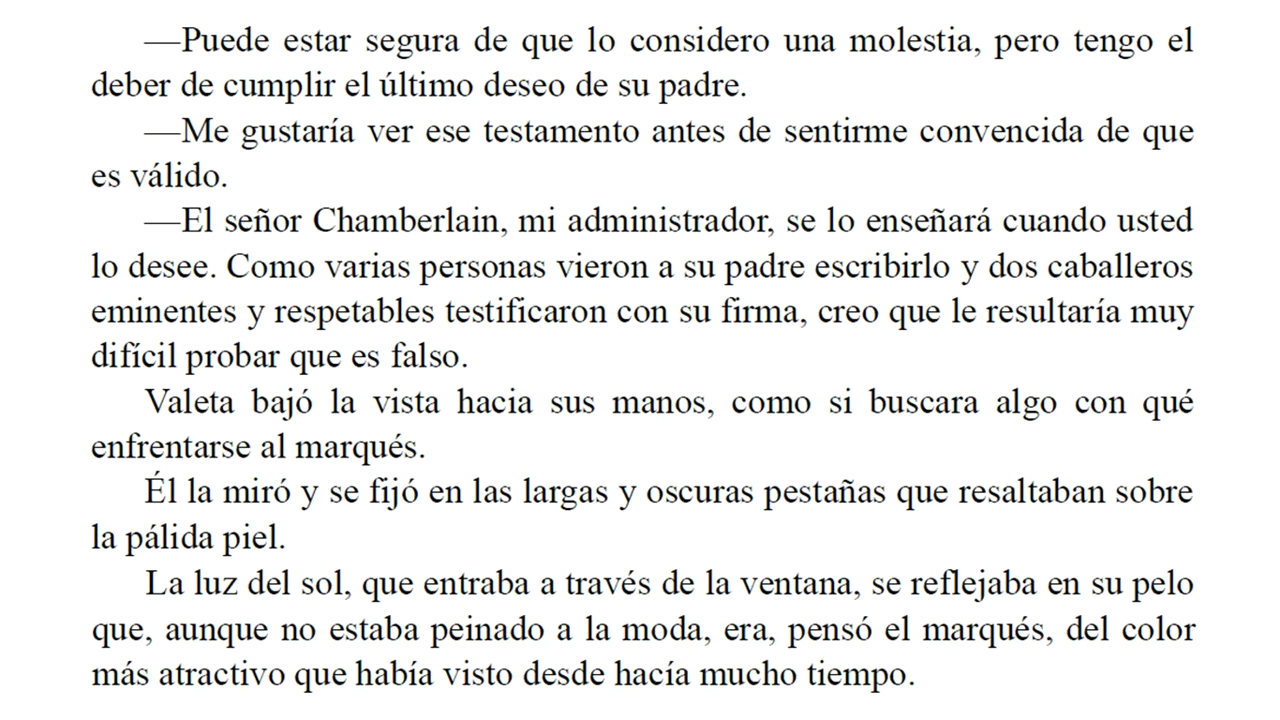 —Puede estar segura de que lo considero una molestia, pero tengo el
deber de cumplir el último deseo de su padre.
—Me gustaría ver ese testamento antes de sentirme convencida de que
es válido.
—El señor Chamberlain, mi administrador, se lo enseñará cuando usted
lo desee. Como varias personas vieron a su padre escribirlo y dos caballeros
eminentes y respetables testificaron con su firma, creo que le resultaría muy
difícil probar que es falso.
Valeta bajó la vista hacia sus manos, como si buscara algo con qué
enfrentarse al marqués.
Él la miró y se fijó en las largas y oscuras pestañas que resaltaban sobre
la pálida piel.
La luz del sol, que entraba a través de la ventana, se reflejaba en su pelo
que, aunque no estaba peinado a la moda, era, pensó el marqués, del color
más atractivo que había visto desde hacía mucho tiempo.